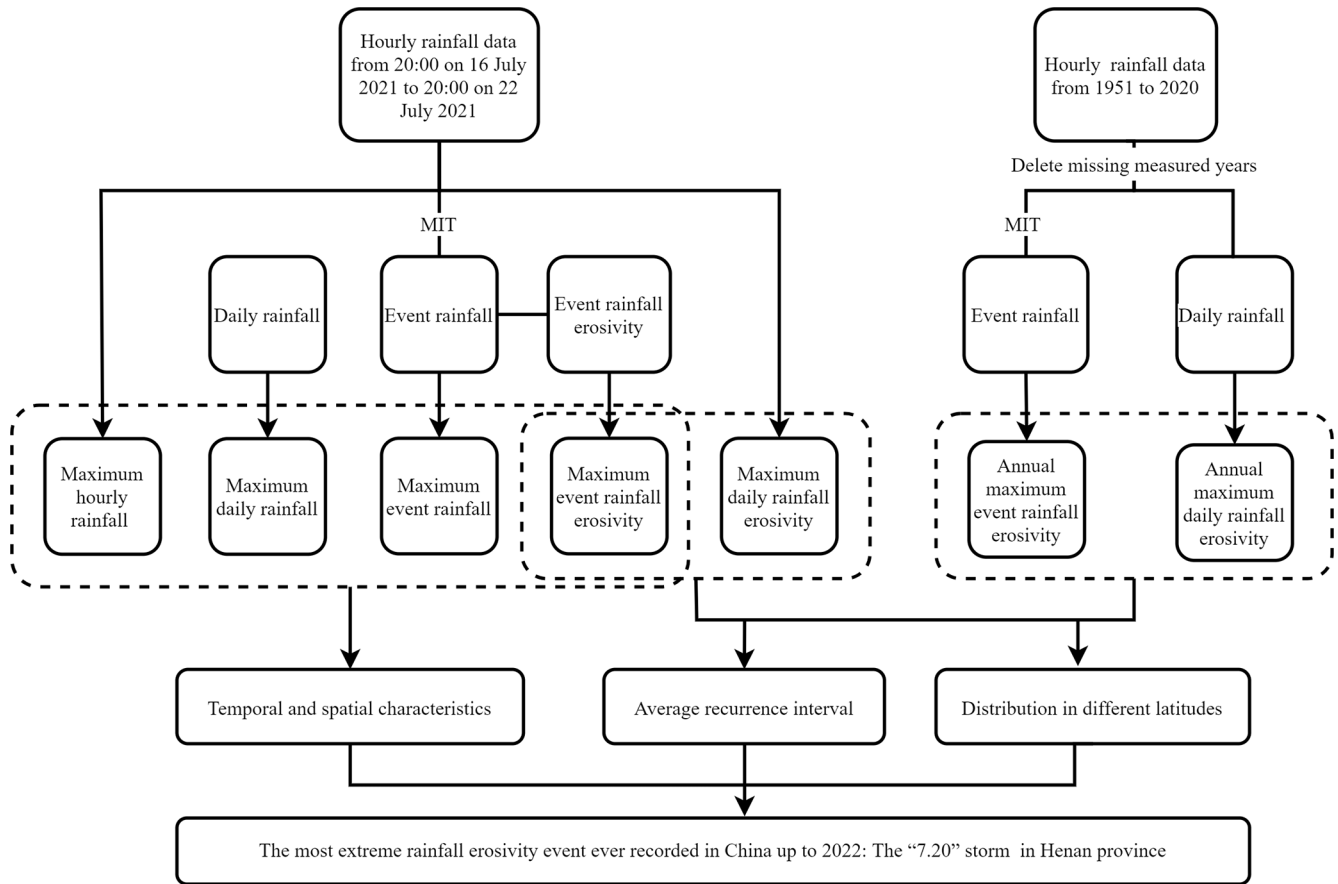 Hourly rainfall data
from 20:00 on 16 July
2021 to 20:00 on 22
July 2021
Hourly rainfall data
from 1951 to 2020
Delete missing measured years
MIT
MIT
Daily rainfall
Event rainfall
Event rainfall
erosivity
Event rainfall
Daily rainfall
Maximum
hourly
rainfall
Maximum
daily rainfall
Maximum
event rainfall
Maximum
event rainfall
erosivity
Maximum
daily rainfall
erosivity
Annual
maximum
event rainfall
erosivity
Annual
maximum
daily rainfall
erosivity
Temporal and spatial characteristics
Average recurrence interval
Distribution in different latitudes
The most extreme rainfall erosivity event ever recorded in China up to 2022: The “7.20” storm in Henan province